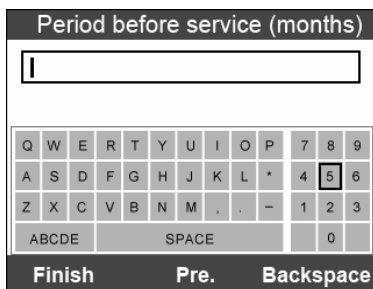 Period before service (months)
Q W E R T Y U I O P 7 8 9
A S D F G H J K L * 4 5 6
Z X C V B N M , . – 1 2 3
ABCDE SPACE 0
Finish Pre. Backspace